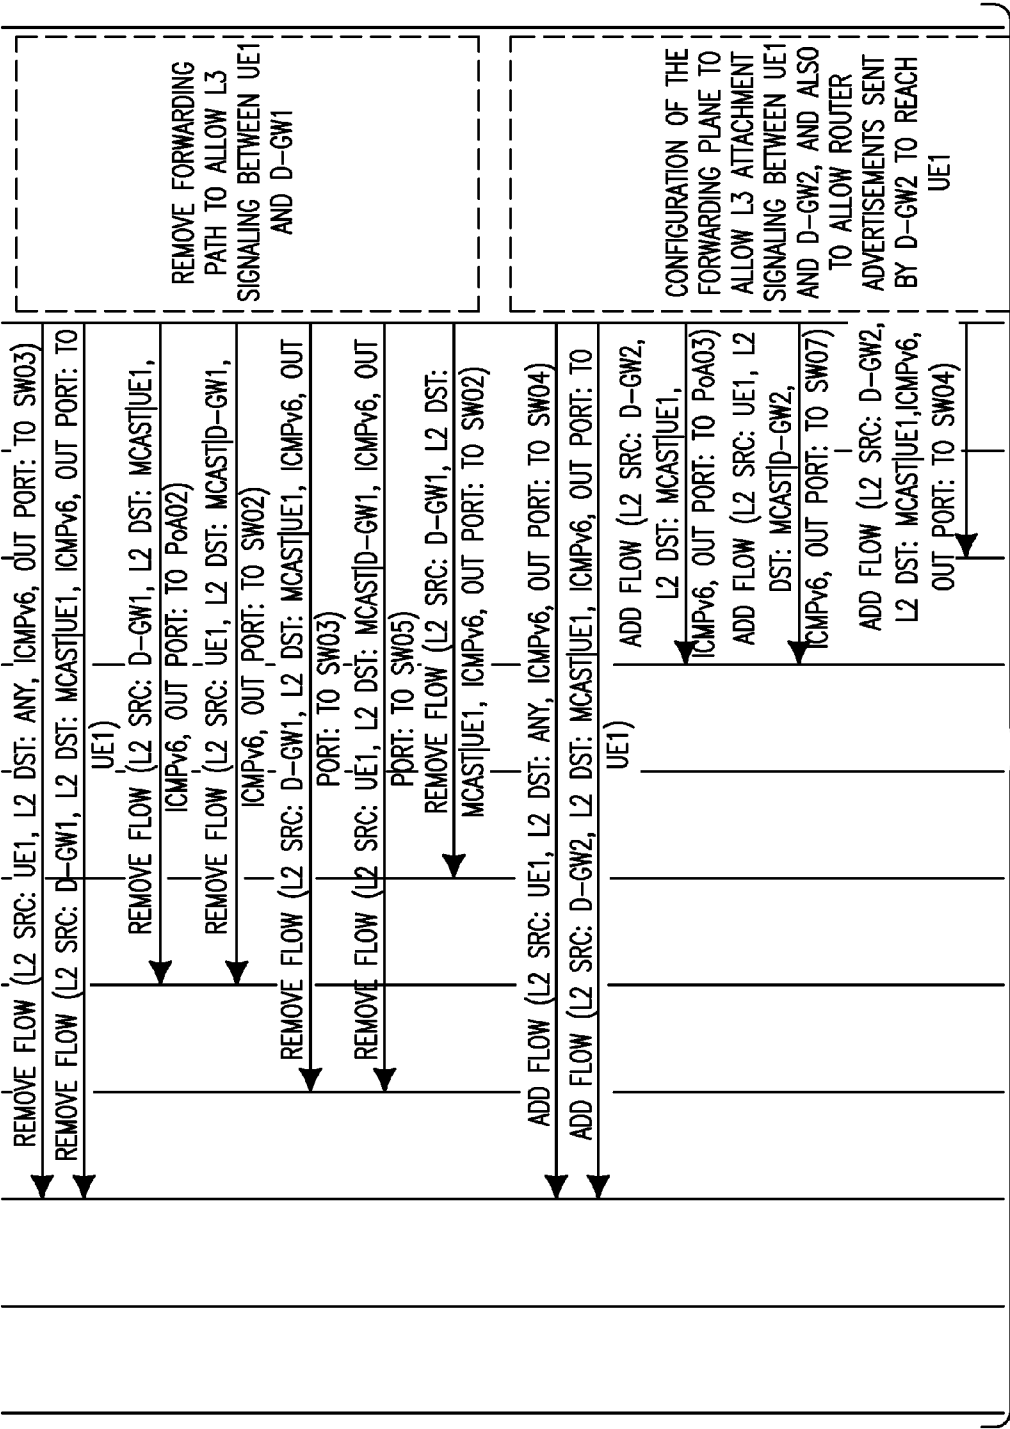 REMOVE FORWARDING
PATH TO ALLOW L3
SIGNALING BETWEEN UE1
AND D-GW1
REMOVE FLOW (L2 SRC: UE1, L2 DST: ANY, ICMPv6, OUT PORT: TO SW03)
REMOVE FLOW (L2 SRC: D-GW1, L2 DST: MCAST|UE1, ICMPv6, OUT PORT: TO
UE1)
REMOVE FLOW (L2 SRC: D-GW1, L2 DST: MCAST|UE1,
ICMPv6, OUT PORT: TO PoA02)
REMOVE FLOW (L2 SRC: UE1, L2 DST: MCAST|D-GW1,
ICMPv6, OUT PORT: TO SW02)
REMOVE FLOW (L2 SRC: D-GW1, L2 DST: MCAST|UE1, ICMPv6, OUT
PORT: TO SW03)
REMOVE FLOW (L2 SRC: UE1, L2 DST: MCAST|D-GW1, ICMPv6, OUT
PORT: TO SW05)
REMOVE FLOW (L2 SRC: D-GW1, L2 DST:
MCAST|UE1, ICMPv6, OUT PORT: TO SW02)
CONFIGURATION OF THE
FORWARDING PLANE TO
ALLOW L3 ATTACHMENT
SIGNALING BETWEEN UE1
AND D-GW2, AND ALSO
TO ALLOW ROUTER
ADVERTISEMENTS SENT
BY D-GW2 TO REACH
UE1
ADD FLOW (L2 SRC: UE1, L2 DST: ANY, ICMPv6, OUT PORT: TO SW04)
ADD FLOW (L2 SRC: D-GW2, L2 DST: MCAST|UE1, ICMPv6, OUT PORT: TO
UE1)
ADD FLOW (L2 SRC: D-GW2,
L2 DST: MCAST|UE1,
ICMPv6, OUT PORT: TO PoA03)
ADD FLOW (L2 SRC: UE1, L2
DST: MCAST|D-GW2,
ICMPv6, OUT PORT: TO SW07)
ADD FLOW (L2 SRC: D-GW2,
L2 DST: MCAST|UE1,ICMPv6,
OUT PORT: TO SW04)